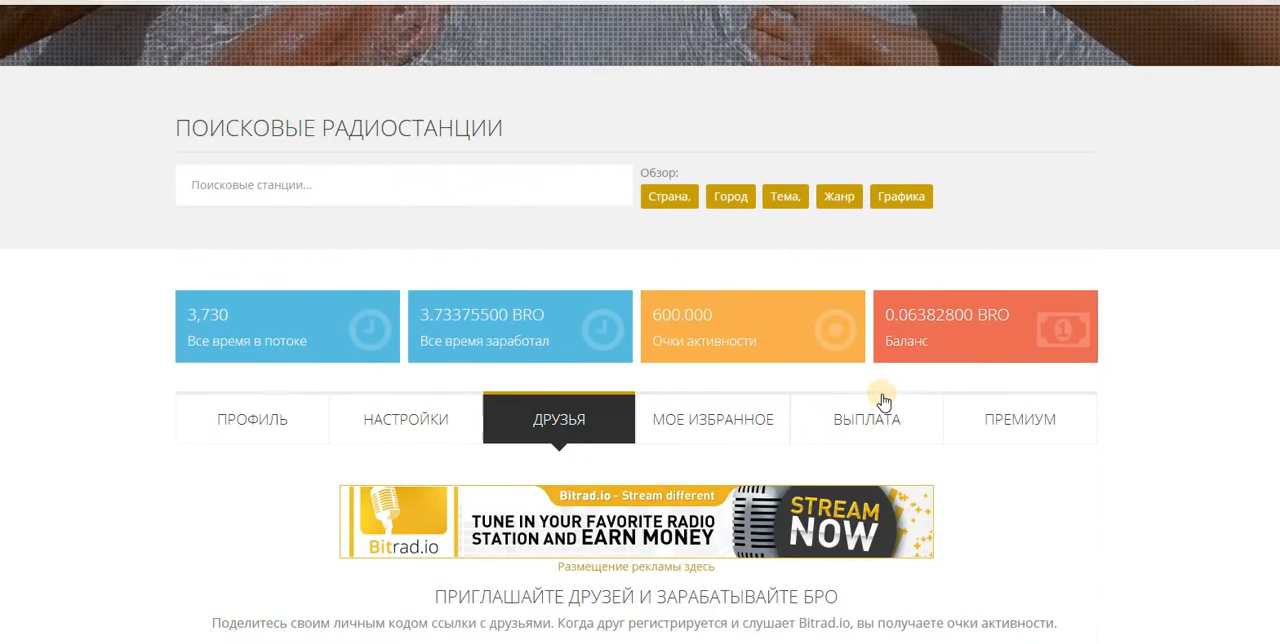 ПОИСКОВЫЕ РАДИОСТАНЦИИ
Поисковые станции...
Обзор:
Страна, Город Тема, Жанр Графика
3,730
Все время в потоке
3.73375500 BRO
Все время заработал
600.000
Очки активности
0.06382800 BRO
Баланс
ПРОФИЛЬ НАСТРОЙКИ ДРУЗЬЯ МОЕ ИЗБРАННОЕ ВЫПЛАТА ПРЕМИУМ
Bitrad.io - Stream different
TUNE IN YOUR FAVORITE RADIO
STATION AND EARN MONEY
STREAM
NOW
Bitrad.io
Размещение рекламы здесь
ПРИГЛАШАЙТЕ ДРУЗЕЙ И ЗАРАБАТЫВАЙТЕ БРО
Поделитесь своим личным кодом ссылки с друзьями. Когда друг регистрируется и слушает Bitrad.io, вы получаете очки активности.